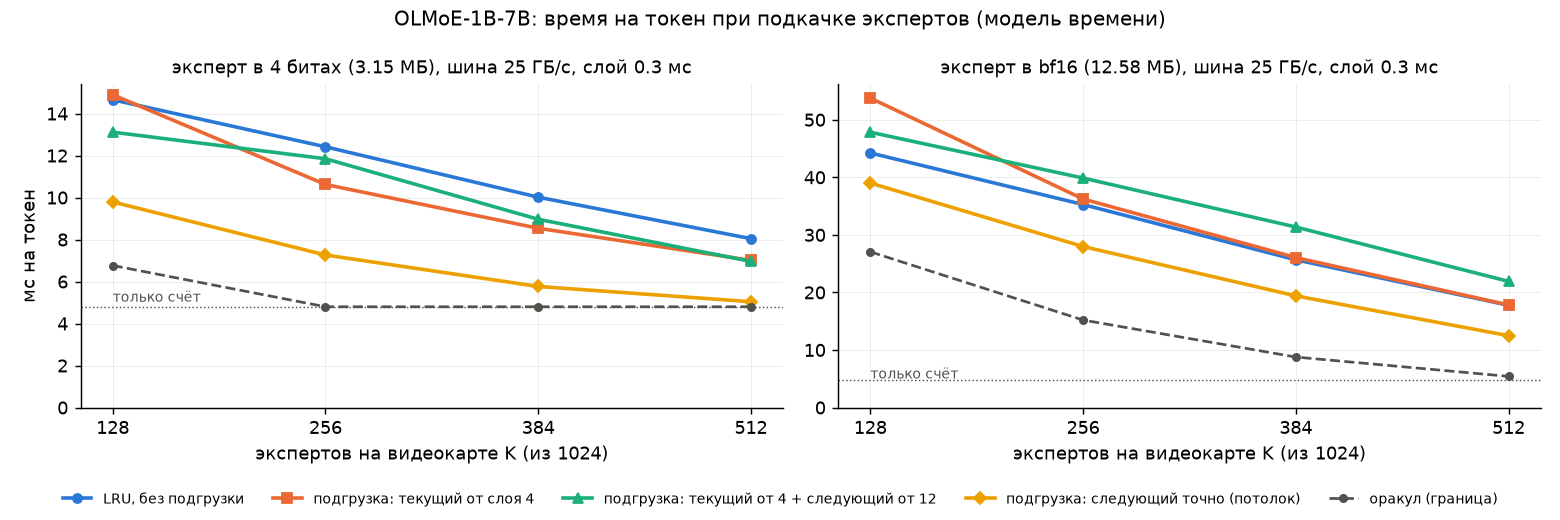 OLMoE-1B-7B: время на токен при подкачке экспертов (модель времени)
эксперт в 4 битах (3.15 МБ), шина 25 ГБ/с, слой 0.3 мс
мс на токен
14
12
10
8
6
4
2
0
только счёт
128
256
384
512
экспертов на видеокарте K (из 1024)
эксперт в bf16 (12.58 МБ), шина 25 ГБ/с, слой 0.3 мс
50
40
30
20
10
0
только счёт
128
256
384
512
экспертов на видеокарте K (из 1024)
LRU, без подгрузки
подгрузка: текущий от слоя 4
подгрузка: текущий от 4 + следующий от 12
подгрузка: следующий точно (потолок)
оракул (граница)